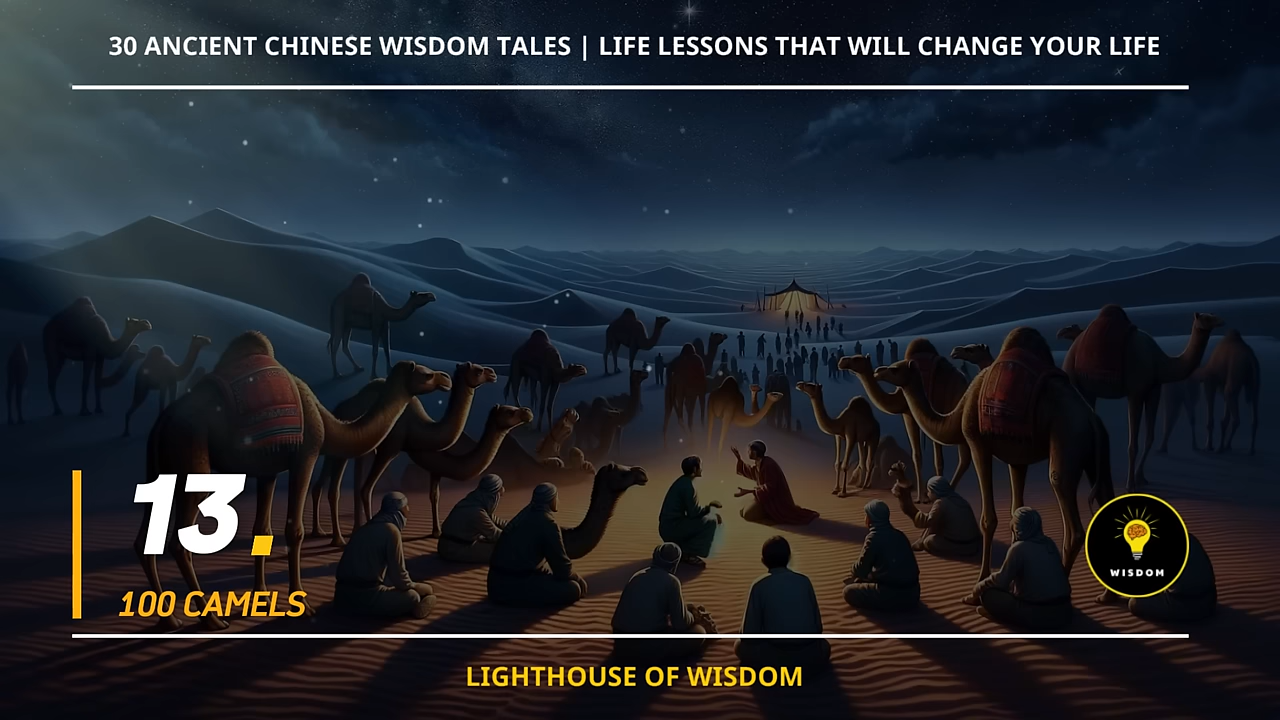 30 ANCIENT CHINESE WISDOM TALES | LIFE LESSONS THAT WILL CHANGE YOUR LIFE
13.
100 CAMELS
WISDOM
LIGHTHOUSE OF WISDOM